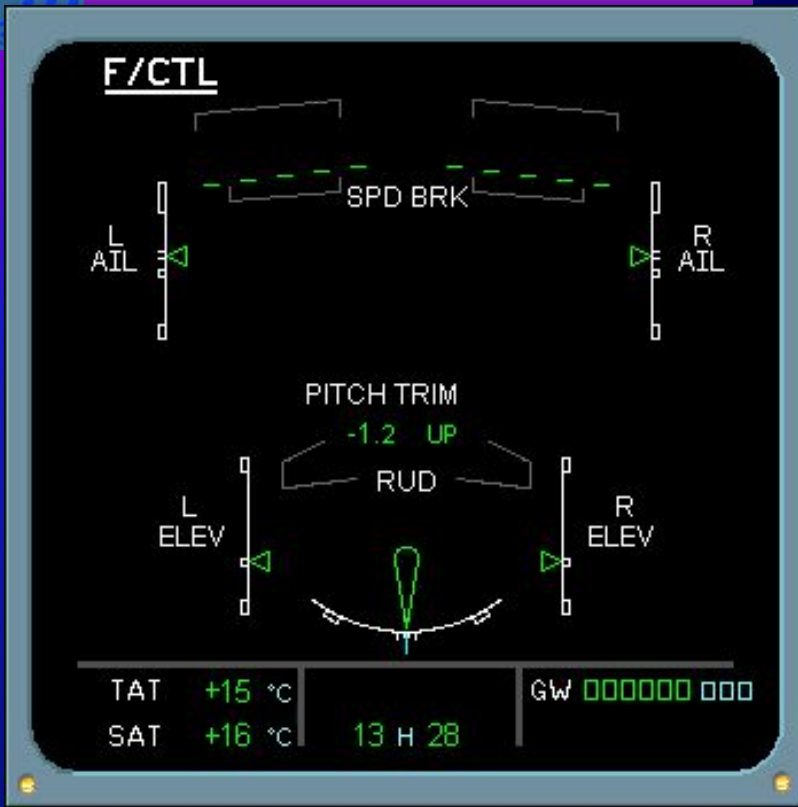 F/CTL
SPD BRK
L
AIL
R
AIL
PITCH TRIM
-1.2 UP
RUD
L
ELEV
R
ELEV
TAT +15 °C
GW
SAT +16 °C
13 H 28